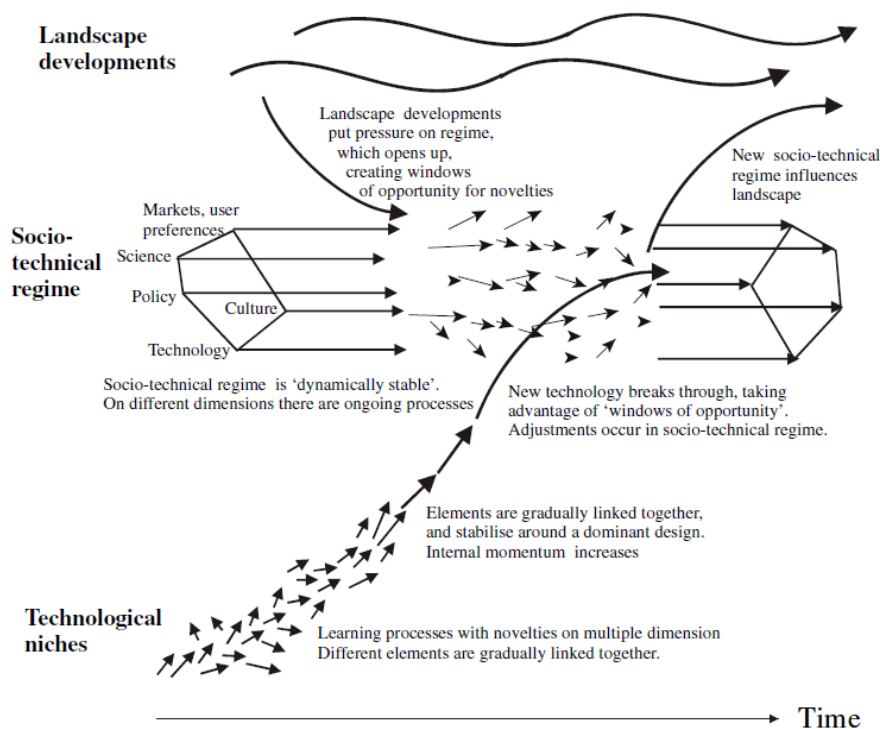 Landscape
developments
Landscape developments
put pressure on regime,
which opens up,
creating windows
of opportunity for novelties
New socio-technical
regime influences
landscape
Socio-
technical
regime
Markets, user
preferences
Science
Policy
Culture
Technology
Socio-technical regime is ‘dynamically stable’.
On different dimensions there are ongoing processes
New technology breaks through, taking
advantage of ‘windows of opportunity’.
Adjustments occur in socio-technical regime.
Elements are gradually linked together,
and stabilise around a dominant design.
Internal momentum increases
Technological
niches
Learning processes with novelties on multiple dimension
Different elements are gradually linked together.
Time